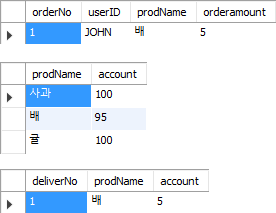 orderNo userID prodName orderamount
1 JOHN 배 5
prodName account
사과 100
배 95
귤 100
deliverNo prodName account
1 배 5